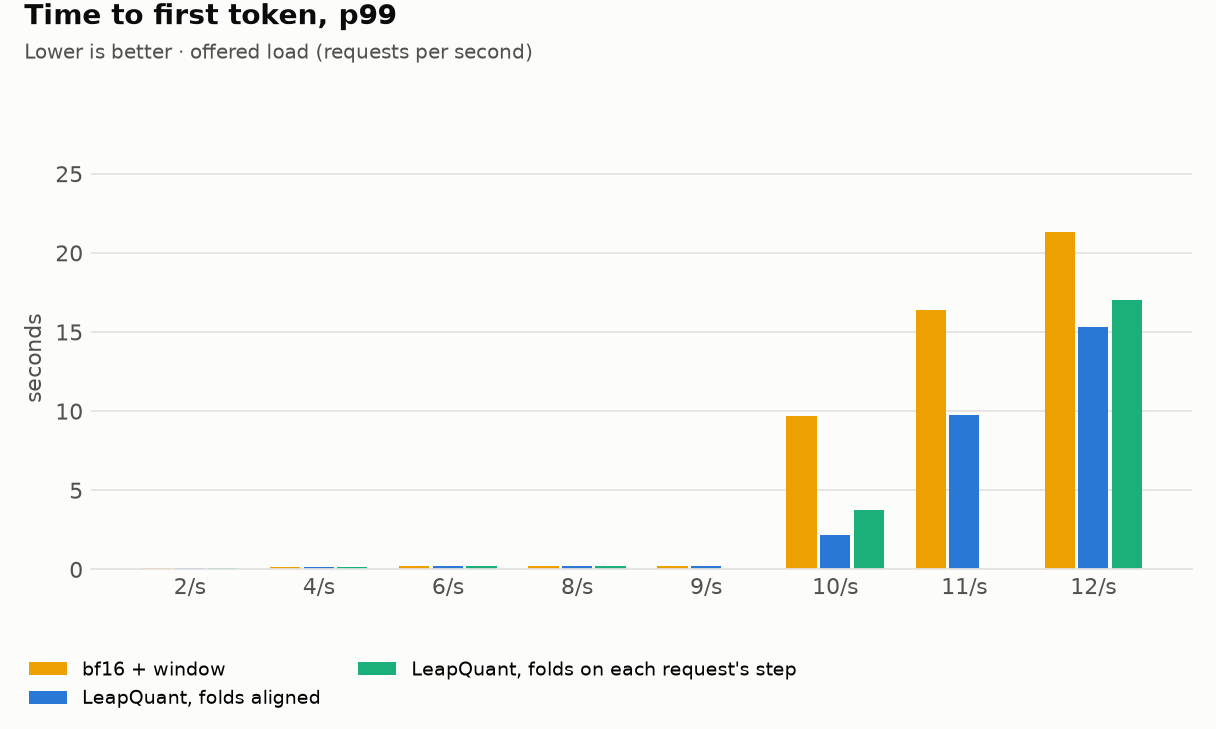 Time to first token, p99
Lower is better · offered load (requests per second)
seconds
25
20
15
10
5
0
2/s 4/s 6/s 8/s 9/s 10/s 11/s 12/s
bf16 + window
LeapQuant, folds on each request's step
LeapQuant, folds aligned